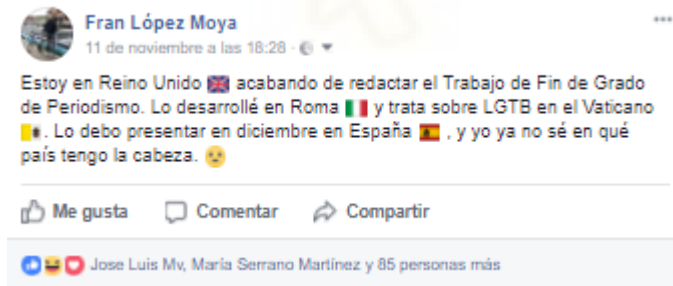 Fran López Moya
11 de noviembre a las 18:28 ·
Estoy en Reino Unido 🇬🇧 acabando de redactar el Trabajo de Fin de Grado
de Periodismo. Lo desarrollé en Roma 🇮🇹 y trata sobre LGTB en el Vaticano
🇻🇦. Lo debo presentar en diciembre en España 🇪🇸 , y yo ya no sé en qué
país tengo la cabeza. 😟
Me gusta Comentar Compartir
Jose Luis Mv, María Serrano Martínez y 85 personas más